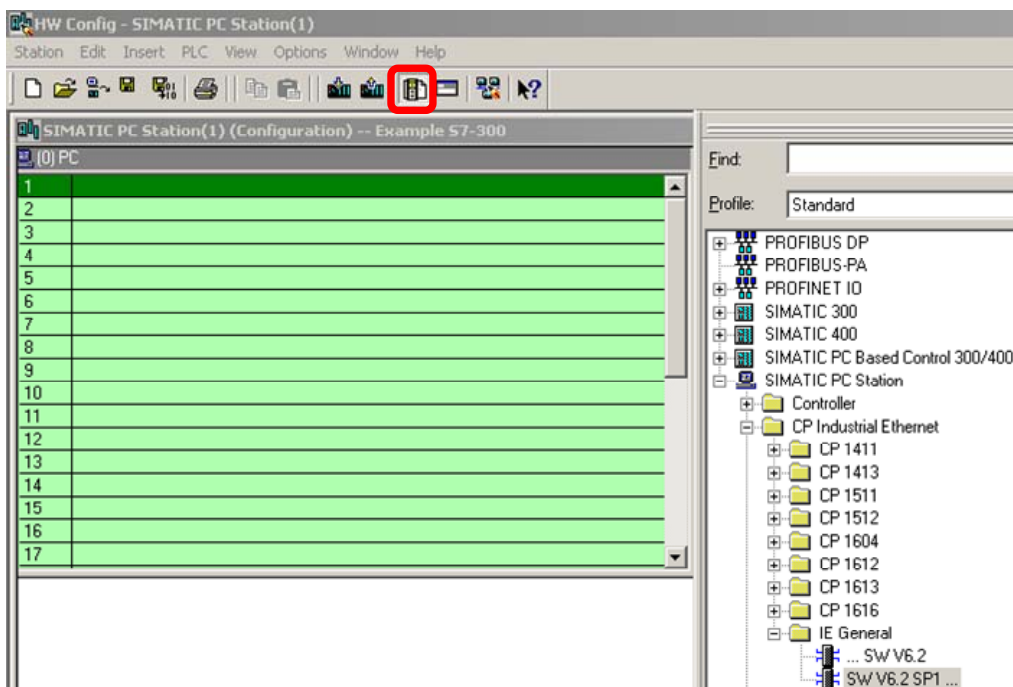 HW Config - SIMATIC PC Station(1)
Station Edit Insert PLC View Options Window Help
SIMATIC PC Station(1) (Configuration) -- Example S7-300
(0) PC
1
2
3
4
5
6
7
8
9
10
11
12
13
14
15
16
17
Find:
Profile: Standard
PROFIBUS DP
PROFIBUS-PA
PROFINET IO
SIMATIC 300
SIMATIC 400
SIMATIC PC Based Control 300/400
SIMATIC PC Station
Controller
CP Industrial Ethernet
CP 1411
CP 1413
CP 1511
CP 1512
CP 1604
CP 1612
CP 1613
CP 1616
IE General
... SW V6.2
SW V6.2 SP1 ...